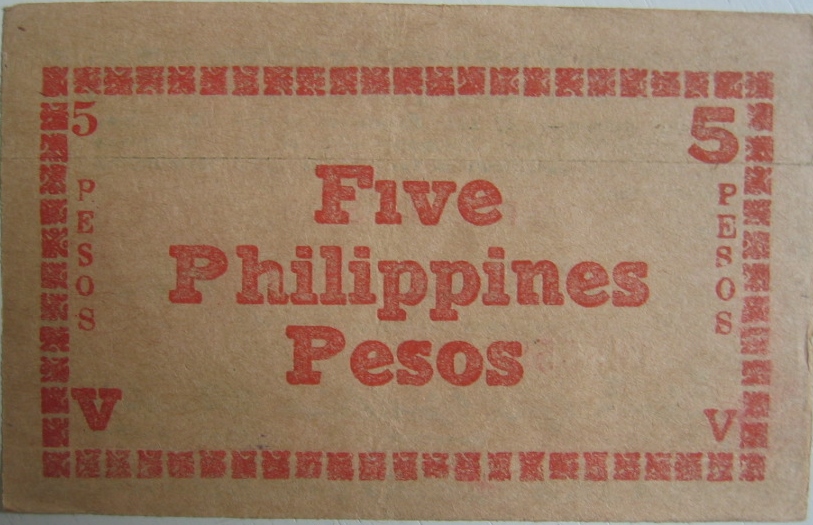 5
5
PESOS
PESOS
Five
Philippines
Pesos
V
V